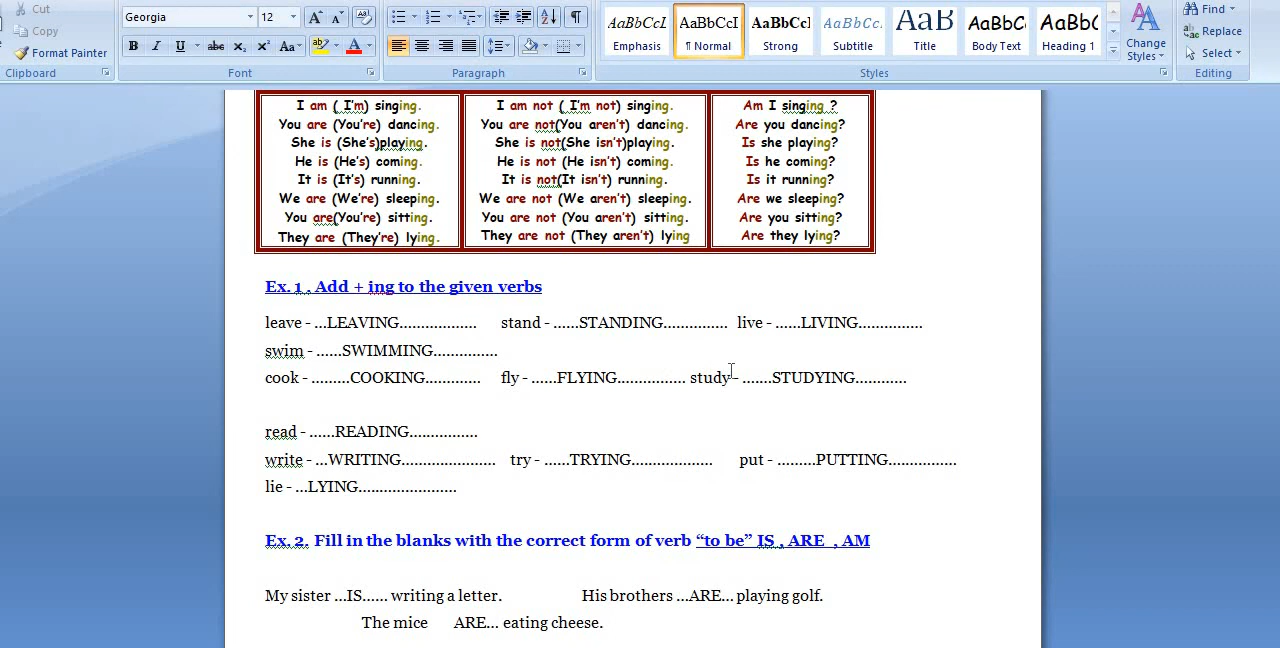 Cut
Copy
Format Painter
Clipboard
Georgia
12
Font
Paragraph
AaBbCcI
Emphasis
AaBbCcI
¶ Normal
AaBbCcl
Strong
AaBbCcI
Subtitle
AaB
Title
AaBbC
Body Text
AaBbC
Heading 1
Styles
Change
Styles
Find
Replace
Select
Editing
I am ( I'm) singing.
You are (You're) dancing.
She is (She's)playing.
He is (He's) coming.
It is (It's) running.
We are (We're) sleeping.
You are(You're) sitting.
They are (They're) lying.
I am not ( I'm not) singing.
You are not(You aren't) dancing.
She is not(She isn't)playing.
He is not (He isn't) coming.
It is not(It isn't) running.
We are not (We aren't) sleeping.
You are not (You aren't) sitting.
They are not (They aren't) lying
Am I singing ?
Are you dancing?
Is she playing?
Is he coming?
Is it running?
Are we sleeping?
Are you sitting?
Are they lying?
Ex. 1 , Add + ing to the given verbs
leave - ...LEAVING.................. stand - ......STANDING............... live - ......LIVING...............
swim - ......SWIMMING...............
cook - .........COOKING............. fly - ......FLYING................ study - .......STUDYING............
read - ......READING................
write - ...WRITING...................... try - ......TRYING................... put - .........PUTTING................
lie - ...LYING.......................
Ex. 2. Fill in the blanks with the correct form of verb “to be” IS , ARE , AM
My sister ...IS...... writing a letter. His brothers ...ARE... playing golf.
The mice ARE... eating cheese.